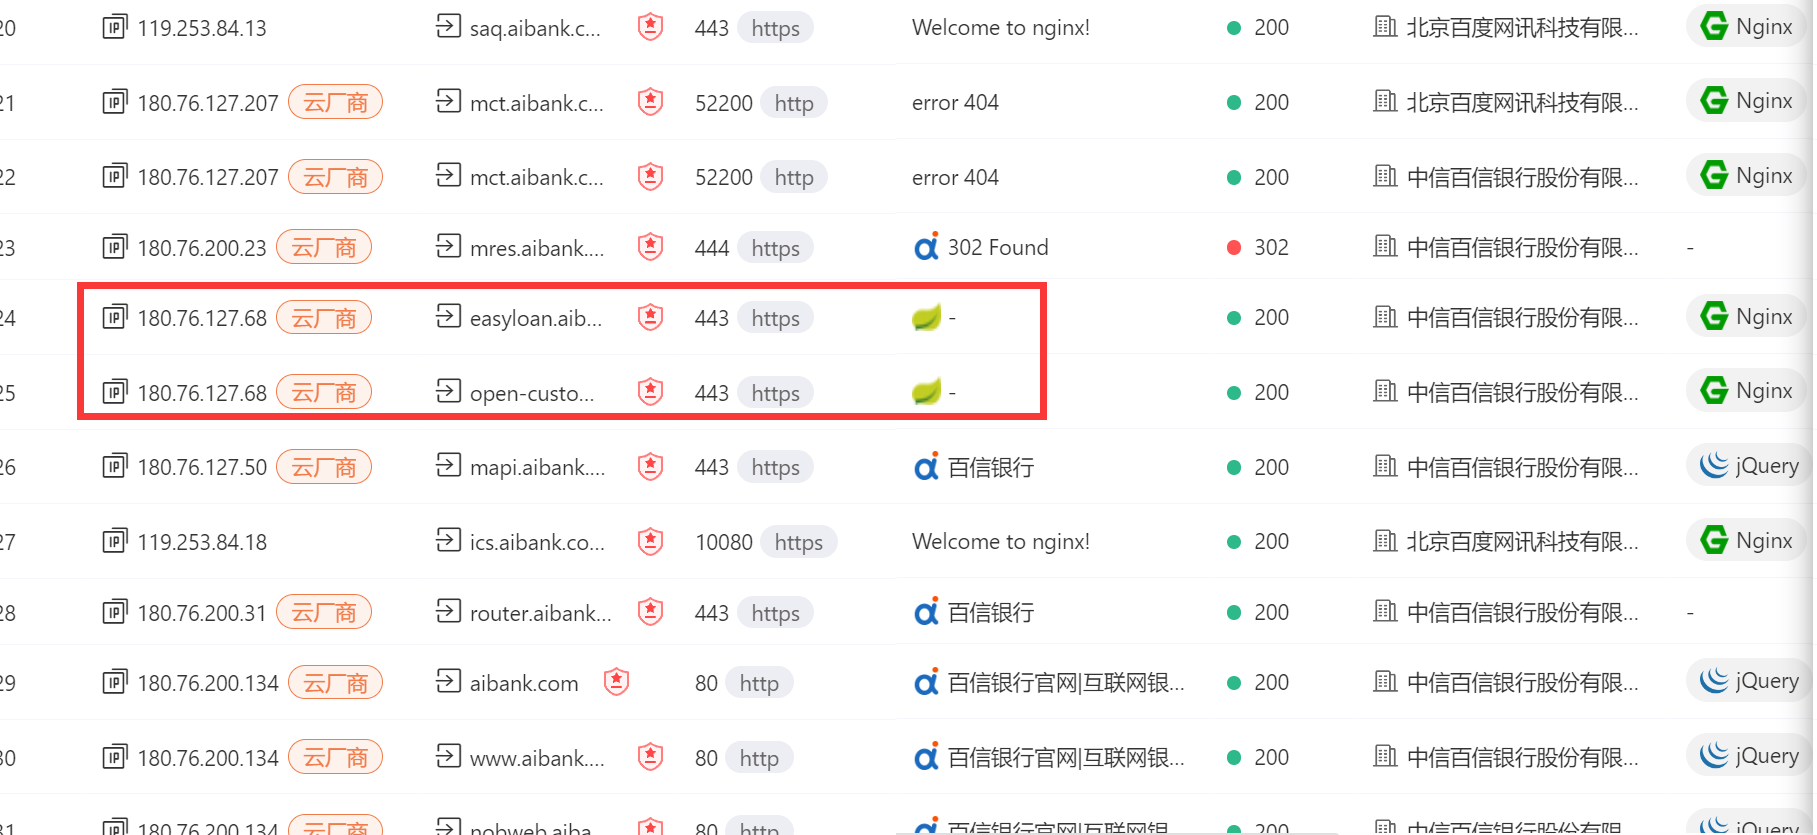 20 119.253.84.13 saq.aibank.c... 443 https Welcome to nginx! 200 北京百度网讯科技有限... Nginx
21 180.76.127.207 云厂商 mct.aibank.c... 52200 http error 404 200 北京百度网讯科技有限... Nginx
22 180.76.127.207 云厂商 mct.aibank.c... 52200 http error 404 200 中信百信银行股份有限... Nginx
23 180.76.200.23 云厂商 mres.aibank.... 444 https 302 Found 302 中信百信银行股份有限... -
24 180.76.127.68 云厂商 easyloan.aib... 443 https - 200 中信百信银行股份有限... Nginx
25 180.76.127.68 云厂商 open-custo... 443 https - 200 中信百信银行股份有限... Nginx
26 180.76.127.50 云厂商 mapi.aibank.... 443 https 百信银行 200 中信百信银行股份有限... jQuery
27 119.253.84.18 ics.aibank.co... 10080 https Welcome to nginx! 200 北京百度网讯科技有限... Nginx
28 180.76.200.31 云厂商 router.aibank... 443 https 百信银行 200 中信百信银行股份有限... -
29 180.76.200.134 云厂商 aibank.com 80 http 百信银行官网|互联网银... 200 中信百信银行股份有限... jQuery
30 180.76.200.134 云厂商 www.aibank.... 80 http 百信银行官网|互联网银... 200 中信百信银行股份有限... jQuery
31 180.76.200.134 云厂商 nobweb.aiba... 80 http 百信银行官网|互联网银... 200 中信百信银行股份有限... jQuery